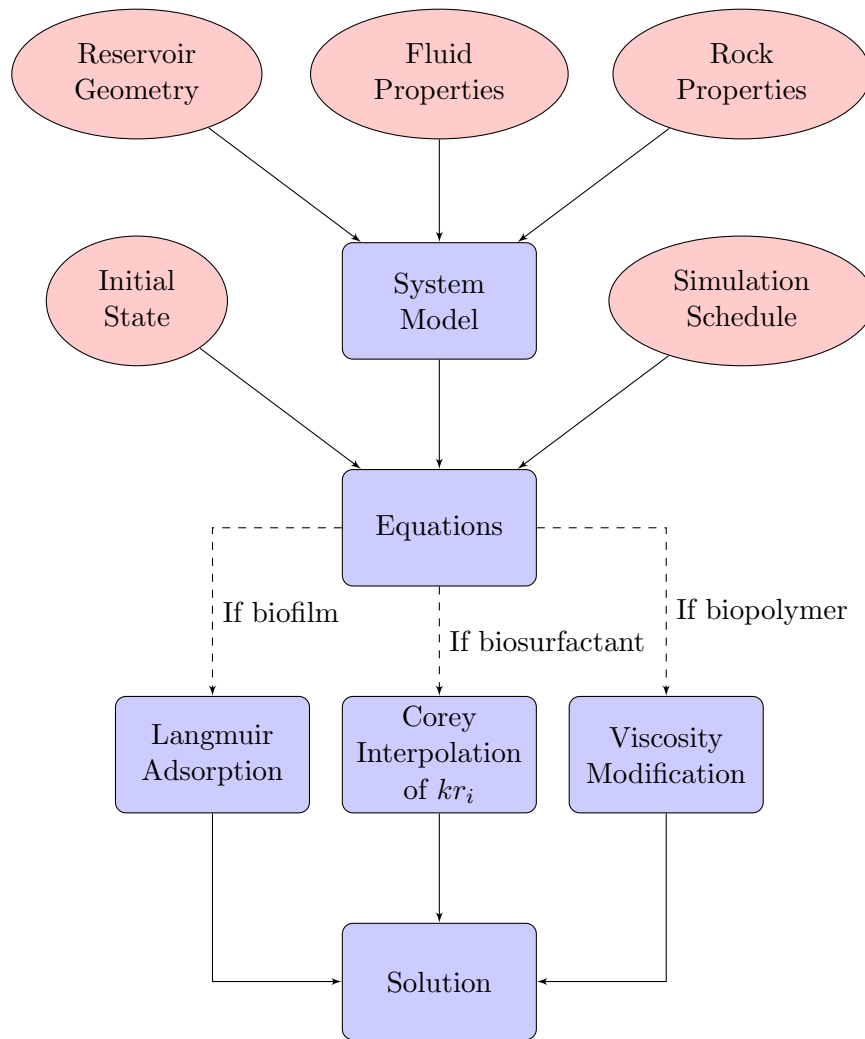 Reservoir
Geometry
Fluid
Properties
Rock
Properties
Initial
State
System
Model
Simulation
Schedule
Equations
If biofilm
If biosurfactant
If biopolymer
Langmuir
Adsorption
Corey
Interpolation
of $kr_i$
Viscosity
Modification
Solution